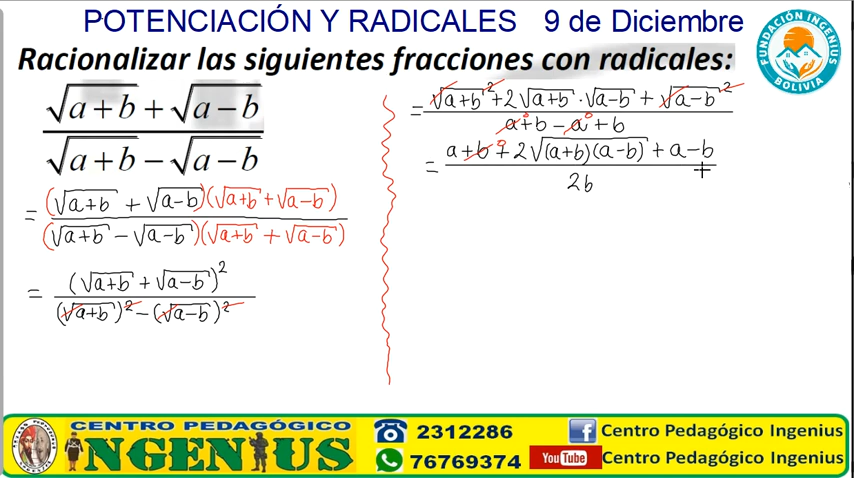 POTENCIACIÓN Y RADICALES   9 de Diciembre
Racionalizar las siguientes fracciones con radicales:
FUNDACIÓN INGENIUS
BOLIVIA
(√(a+b) + √(a−b)) / (√(a+b) − √(a−b))
= (√(a+b) + √(a−b))(√(a+b) + √(a−b)) / (√(a+b) − √(a−b))(√(a+b) + √(a−b))
= (√(a+b) + √(a−b))² / (√(a+b))² − (√(a−b))²
= √(a+b)² + 2√(a+b)·√(a−b) + √(a−b)² / a+b − a+b
= a+b+2√((a+b)(a−b)) + a−b / 2b
CENTRO PEDAGÓGICO
INGENIUS
2312286
76769374
f Centro Pedagógico Ingenius
YouTube Centro Pedagógico Ingenius